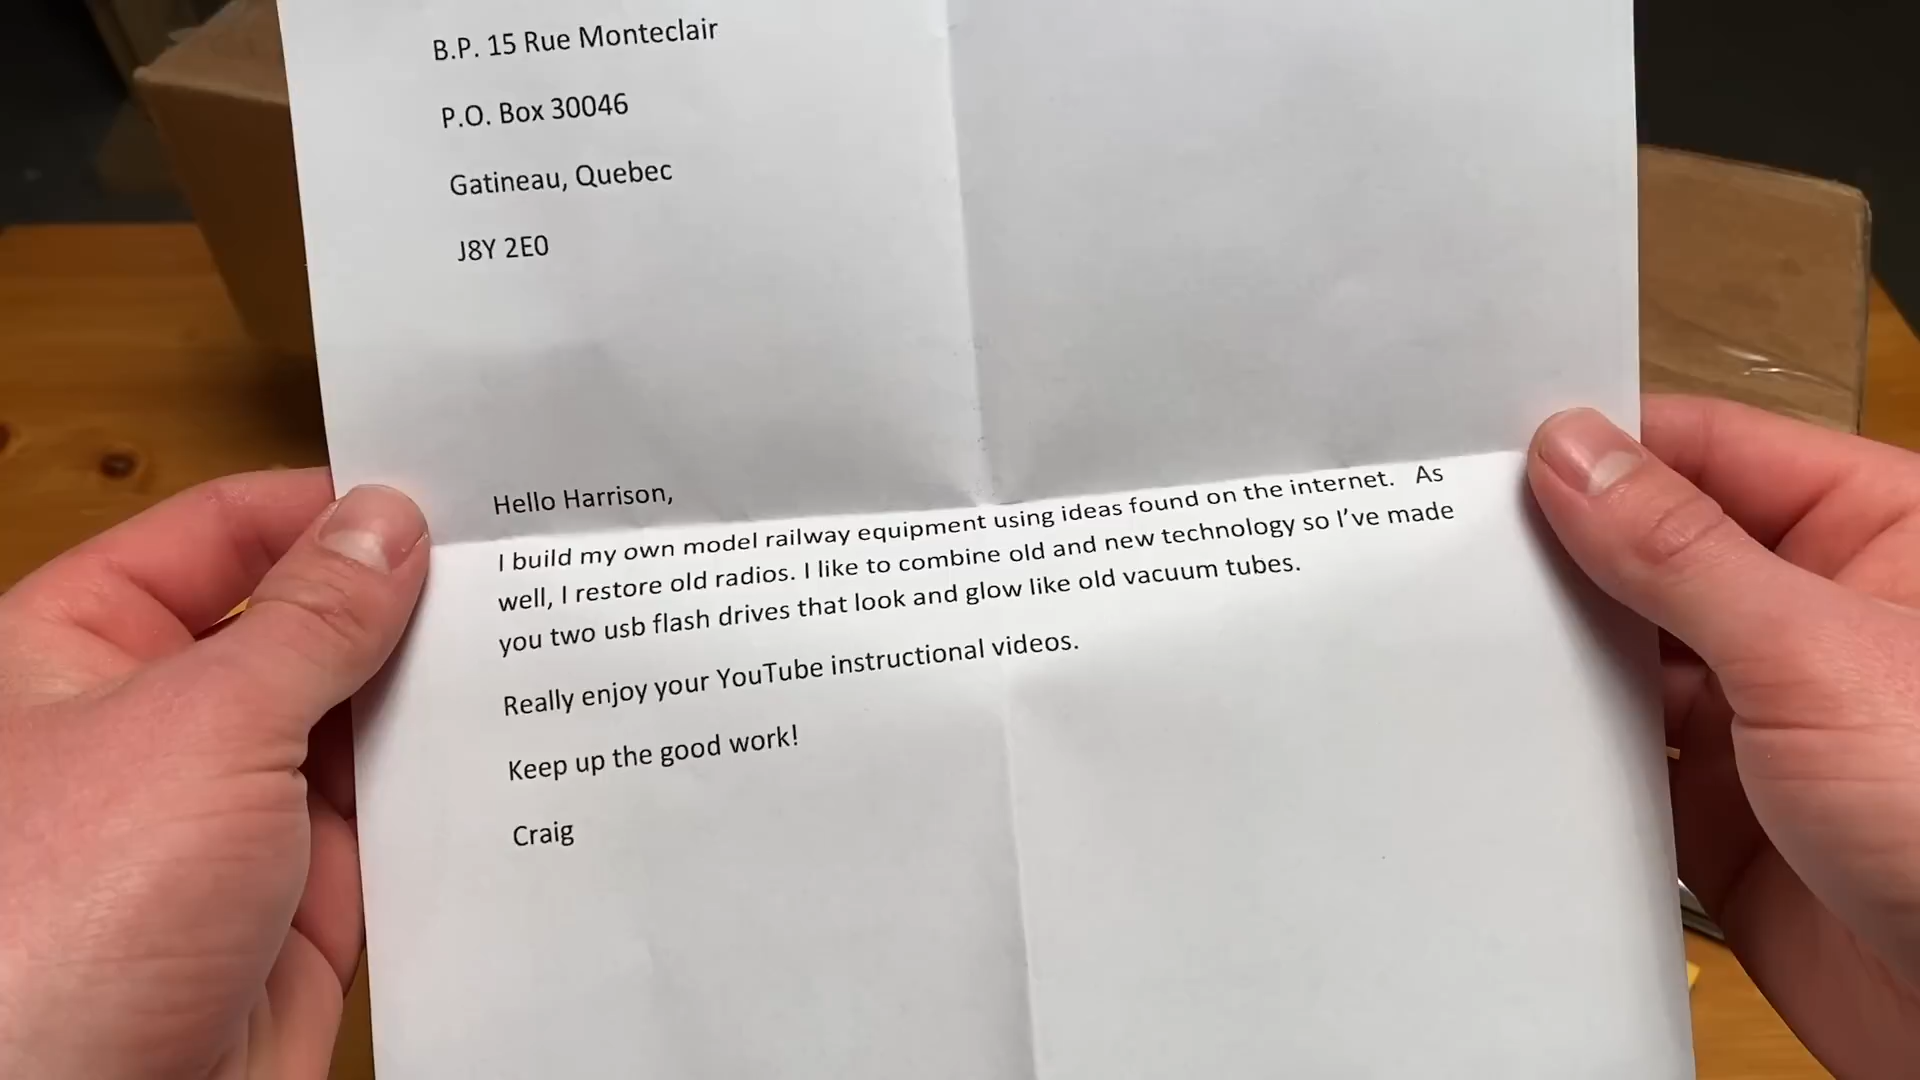 B.P. 15 Rue Monteclair
P.O. Box 30046
Gatineau, Quebec
J8Y 2E0
Hello Harrison,
I build my own model railway equipment using ideas found on the internet. As
well, I restore old radios. I like to combine old and new technology so I've made
you two usb flash drives that look and glow like old vacuum tubes.
Really enjoy your YouTube instructional videos.
Keep up the good work!
Craig